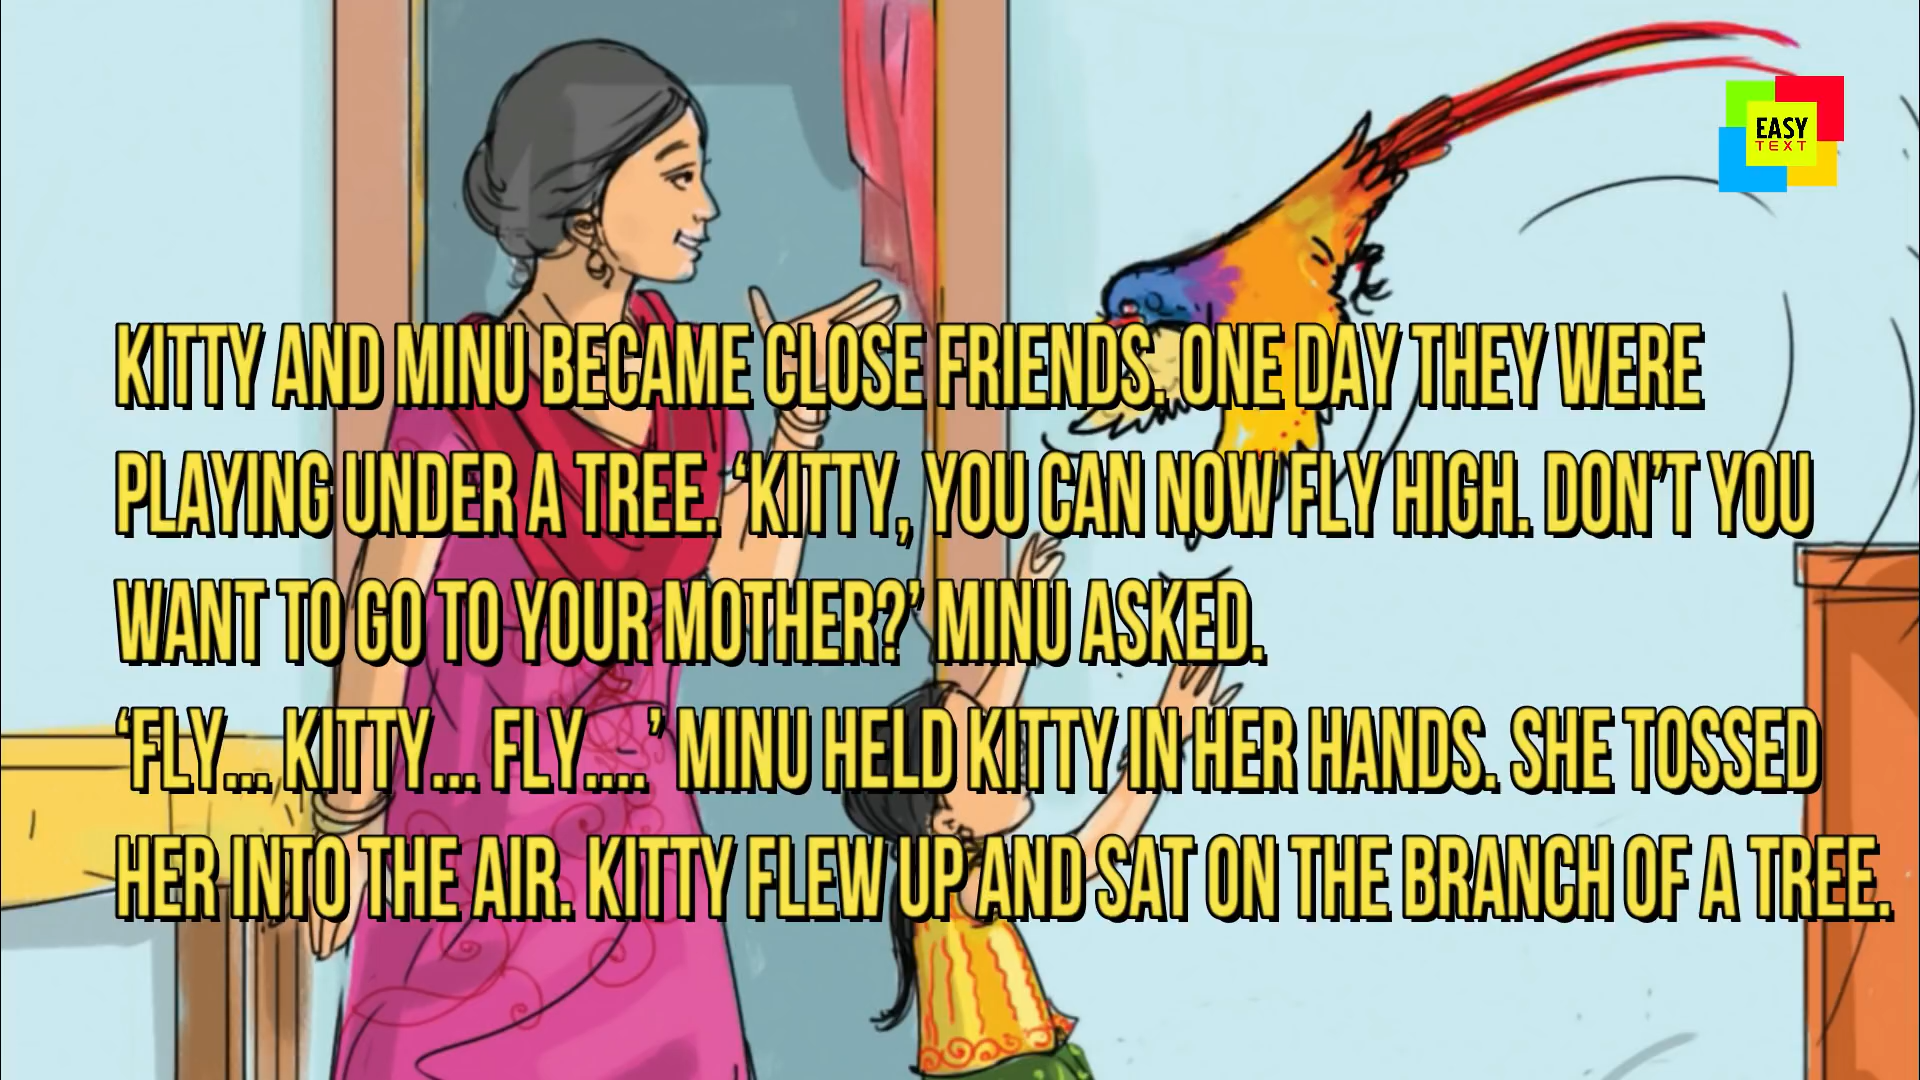 EASY
TEXT
KITTY AND MINU BECAME CLOSE FRIENDS. ONE DAY THEY WERE
PLAYING UNDER A TREE. ‘KITTY, YOU CAN NOW FLY HIGH. DON’T YOU
WANT TO GO TO YOUR MOTHER?’ MINU ASKED.
‘FLY... KITTY... FLY....’ MINU HELD KITTY IN HER HANDS. SHE TOSSED
HER INTO THE AIR. KITTY FLEW UP AND SAT ON THE BRANCH OF A TREE.